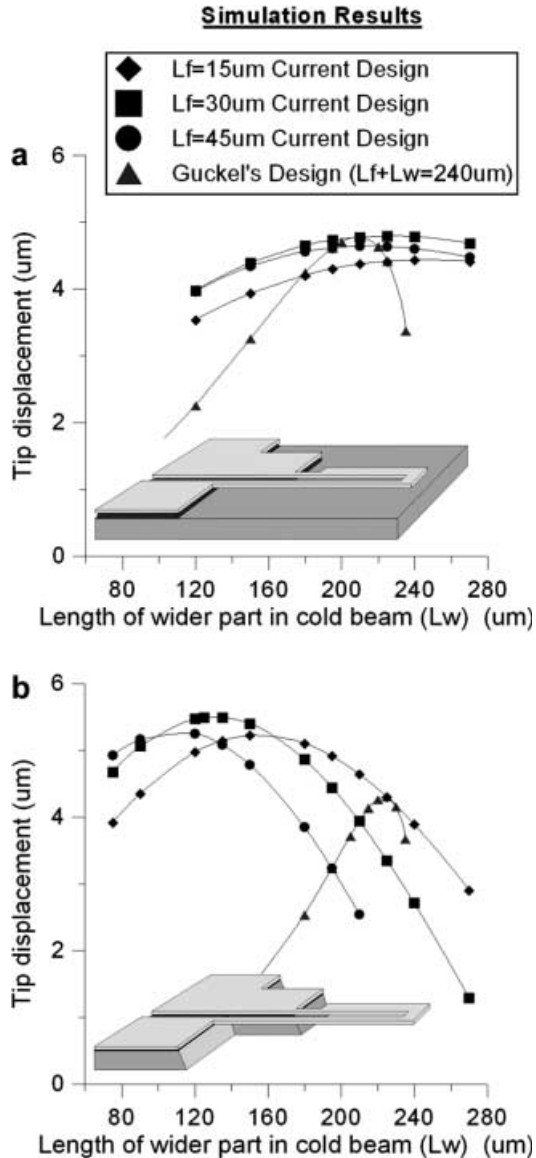 Simulation Results
Lf=15um Current Design
Lf=30um Current Design
Lf=45um Current Design
Guckel's Design (Lf+Lw=240um)
a
6
4
2
0
Tip displacement (um)
80 120 160 200 240 280
Length of wider part in cold beam (Lw) (um)
b
6
4
2
0
Tip displacement (um)
80 120 160 200 240 280
Length of wider part in cold beam (Lw) (um)